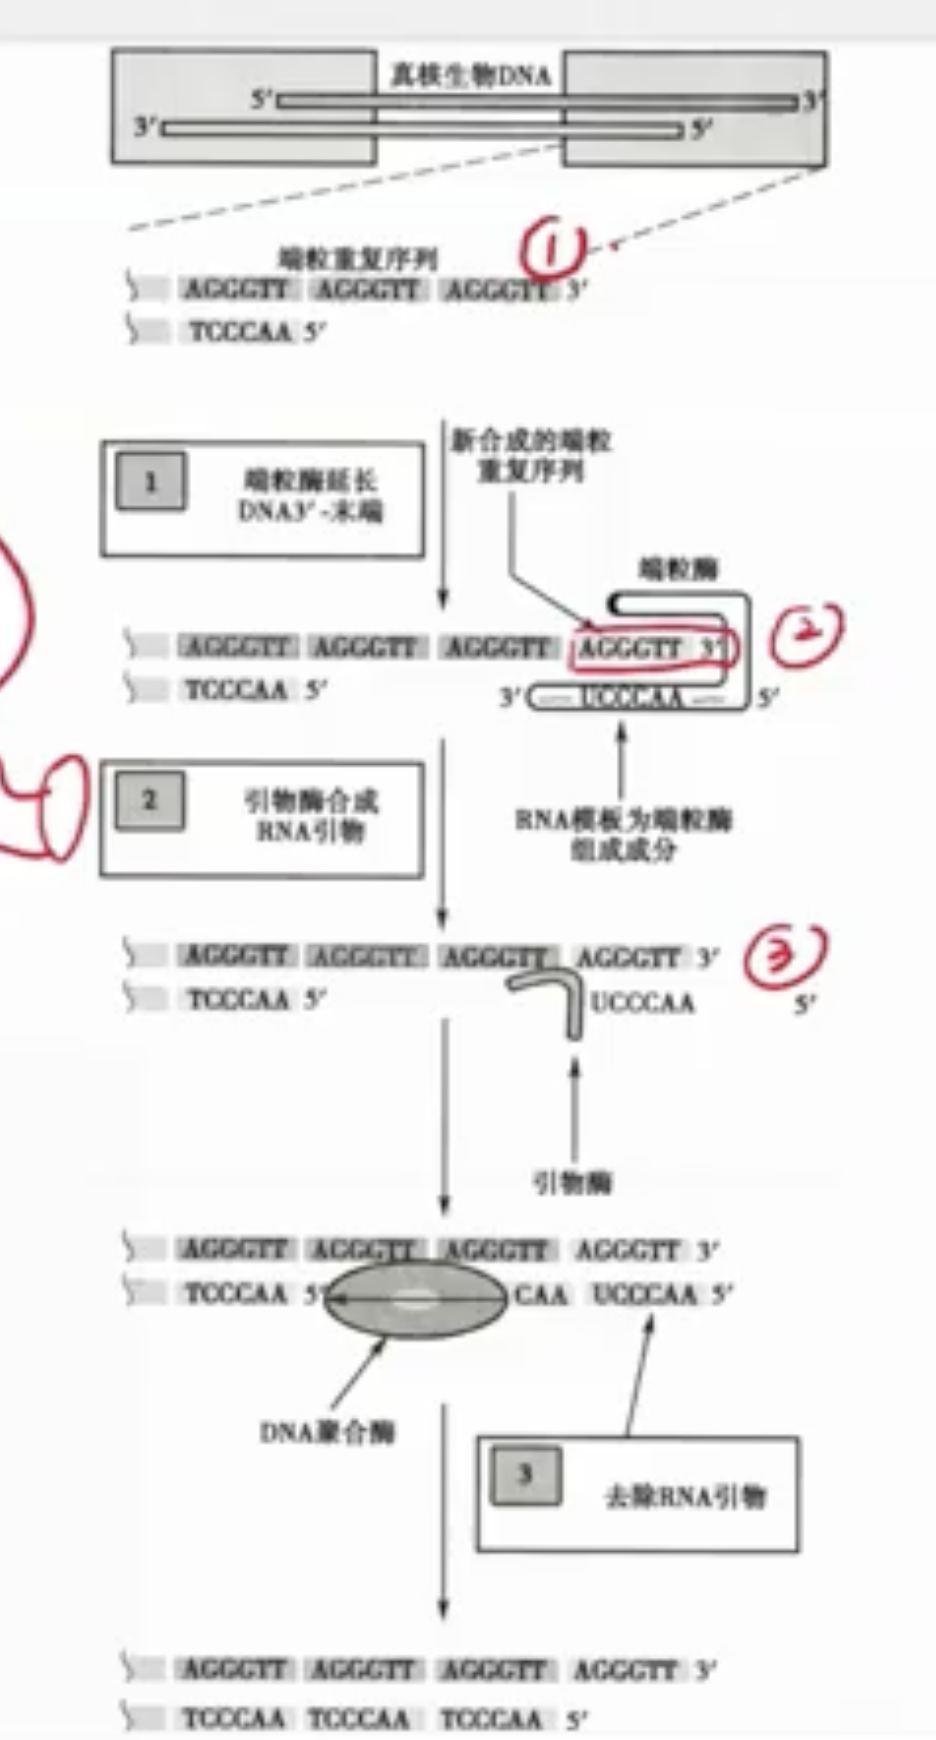 真核生物DNA
5′ 3′
3′ 5′
①
端粒重复序列
AGGGTT AGGGTT AGGGTT 3′
TCCCAA 5′
1
端粒酶延长
DNA3′-末端
新合成的端粒
重复序列
端粒酶
②
AGGGTT AGGGTT AGGGTT AGGGTT 3′
TCCCAA 5′ 3′ UCCCAA 5′
2
引物酶合成
RNA引物
RNA模板为端粒酶
组成成分
③
AGGGTT AGGGTT AGGGTT AGGGTT 3′
TCCCAA 5′ UCCCAA 5′
引物酶
AGGGTT AGGGTT AGGGTT AGGGTT 3′
TCCCAA 5′ CAA UCCCAA 5′
DNA聚合酶
3
去除RNA引物
AGGGTT AGGGTT AGGGTT AGGGTT 3′
TCCCAA TCCCAA TCCCAA 5′